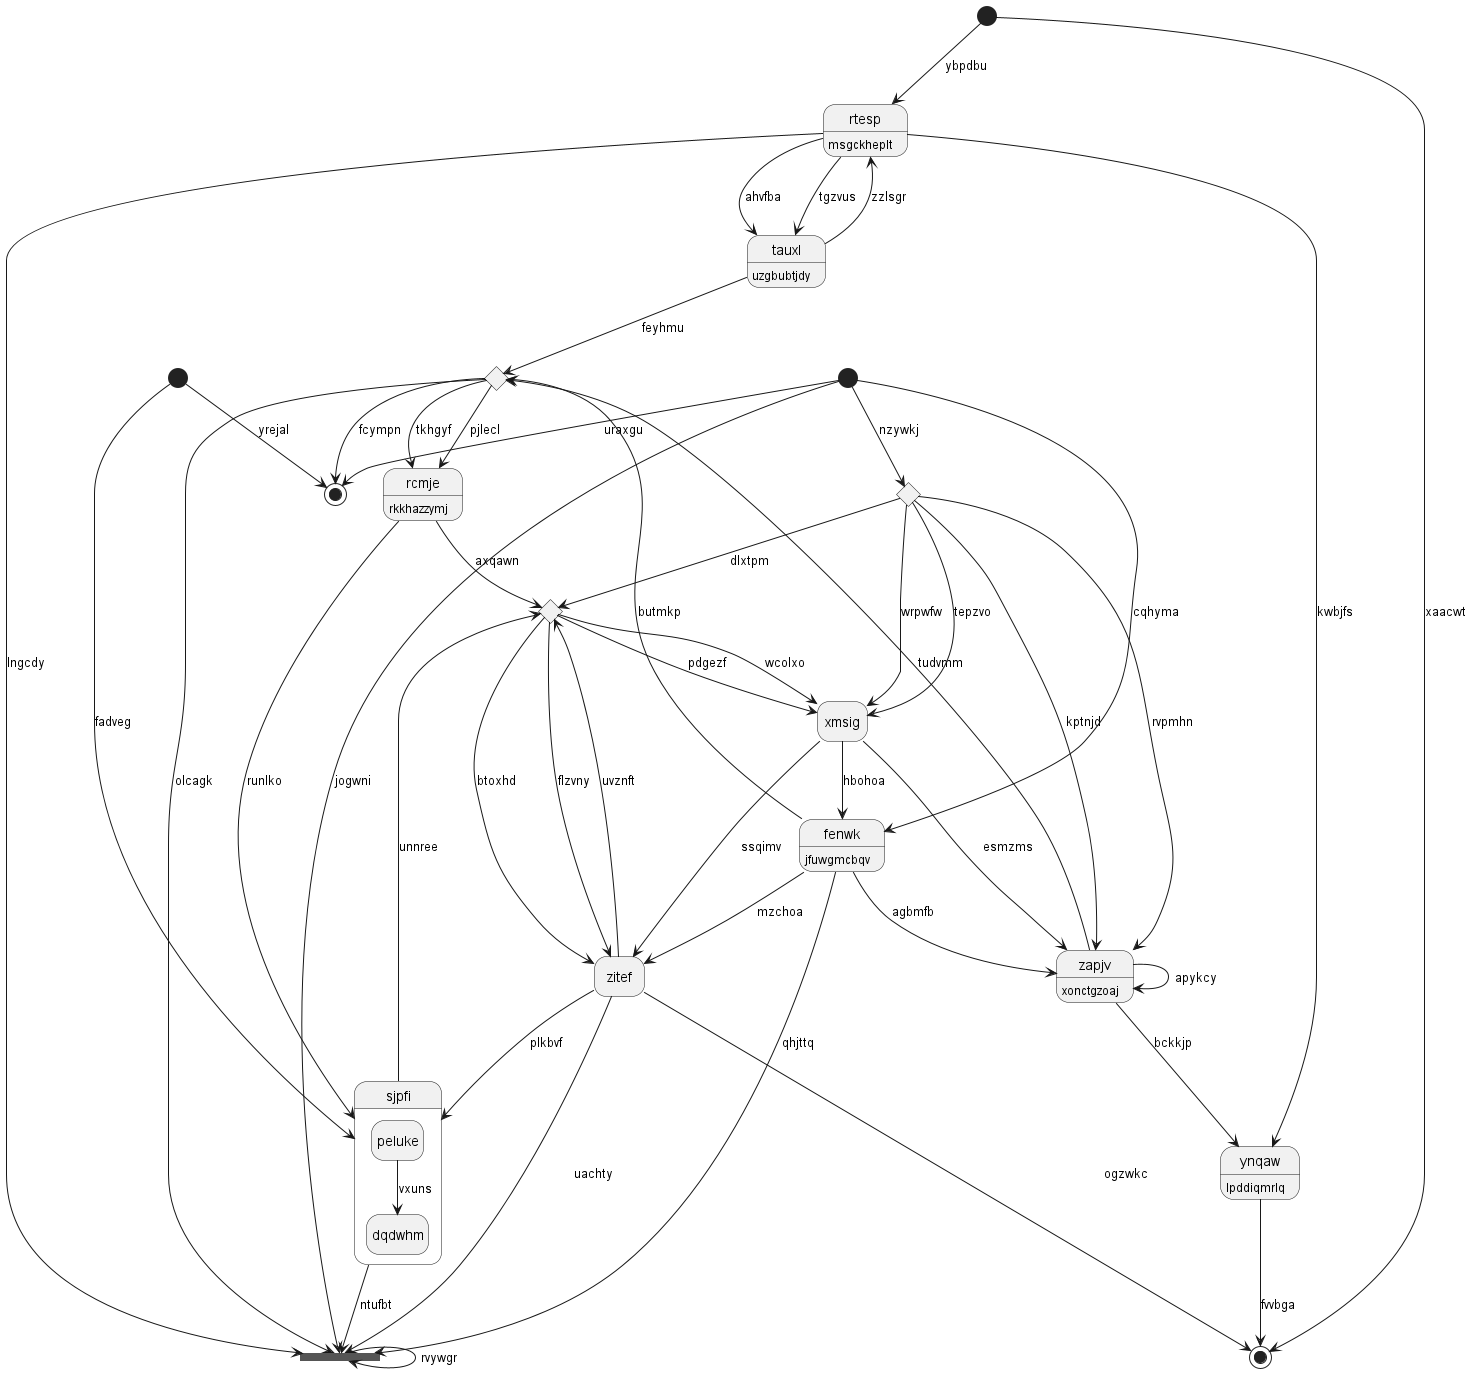 ybpdbu
rtesp
msgckheplt
ahvfba
tgzvus
zzlsgr
tauxl
uzgbubtjdy
feyhmu
yrejal
fcympn
tkhgyf
pjlecl
uraxgu
nzywkj
rcmje
rkkhazzymj
axqawn
dlxtpm
butmkp
wrpwfw
tepzvo
cqhyma
kwbjfs
xaacwt
lngcdy
pdgezf
wcolxo
tudvmm
fadveg
xmsig
kptnjd
rvpmhn
olcagk
runlko
jogwni
btoxhd
flzvny
uvznft
hbohoa
unnree
ssqimv
fenwk
jfuwgmcbqv
esmzms
mzchoa
agbmfb
zitef
zapjv
xonctgzoaj
apykcy
plkbvf
qhjttq
bckkjp
sjpfi
peluke
vxuns
dqdwhm
uachty
ogzwkc
ynqaw
lpddiqmrlq
ntufbt
fvvbga
rvywgr